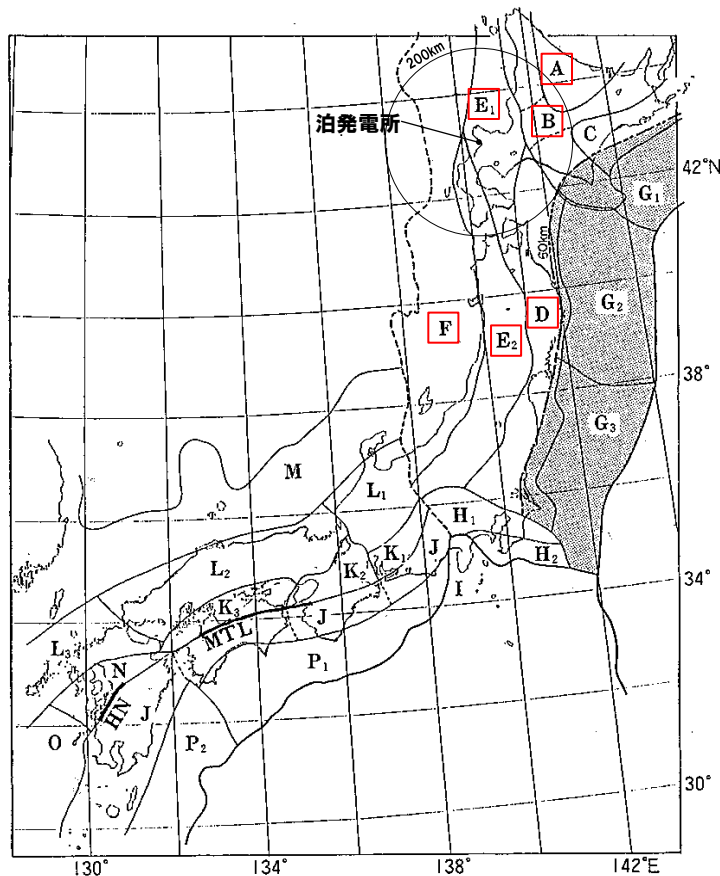 200km
A
E₁
B
泊発電所
C
42°N
G₁
60km
G₂
D
F
E₂
38°
G₃
M
L₁
H₁
K₁
J
H₂
L₂
K₂
I
K₃
J
34°
MTL
L₃
P₁
N
HN
J
O
P₂
30°
130°
134°
138°
142°E